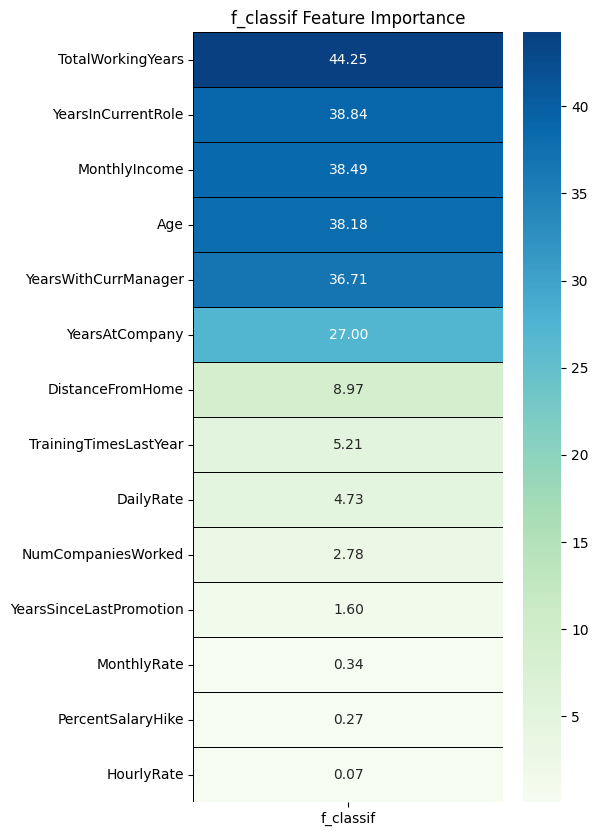 f_classif Feature Importance
TotalWorkingYears 44.25
YearsInCurrentRole 38.84
MonthlyIncome 38.49
Age 38.18
YearsWithCurrManager 36.71
YearsAtCompany 27.00
DistanceFromHome 8.97
TrainingTimesLastYear 5.21
DailyRate 4.73
NumCompaniesWorked 2.78
YearsSinceLastPromotion 1.60
MonthlyRate 0.34
PercentSalaryHike 0.27
HourlyRate 0.07
f_classif
40
35
30
25
20
15
10
5